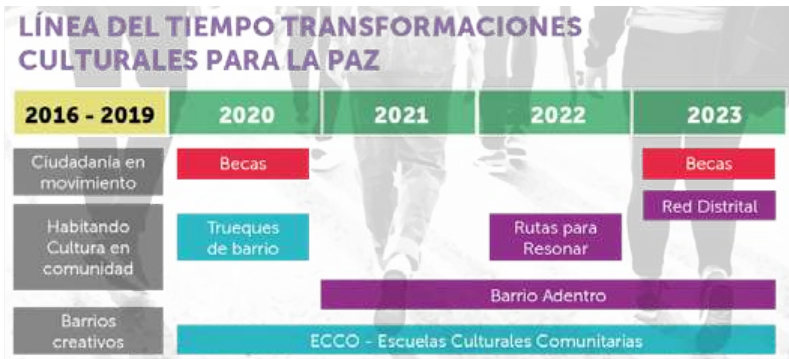 LÍNEA DEL TIEMPO TRANSFORMACIONES
CULTURALES PARA LA PAZ
2016 - 2019
2020
2021
2022
2023
Ciudadanía en
movimiento
Becas
Becas
Red Distrital
Habitando
Cultura en
comunidad
Trueques
de barrio
Rutas para
Resonar
Barrio Adentro
Barrios
creativos
ECCO - Escuelas Culturales Comunitarias